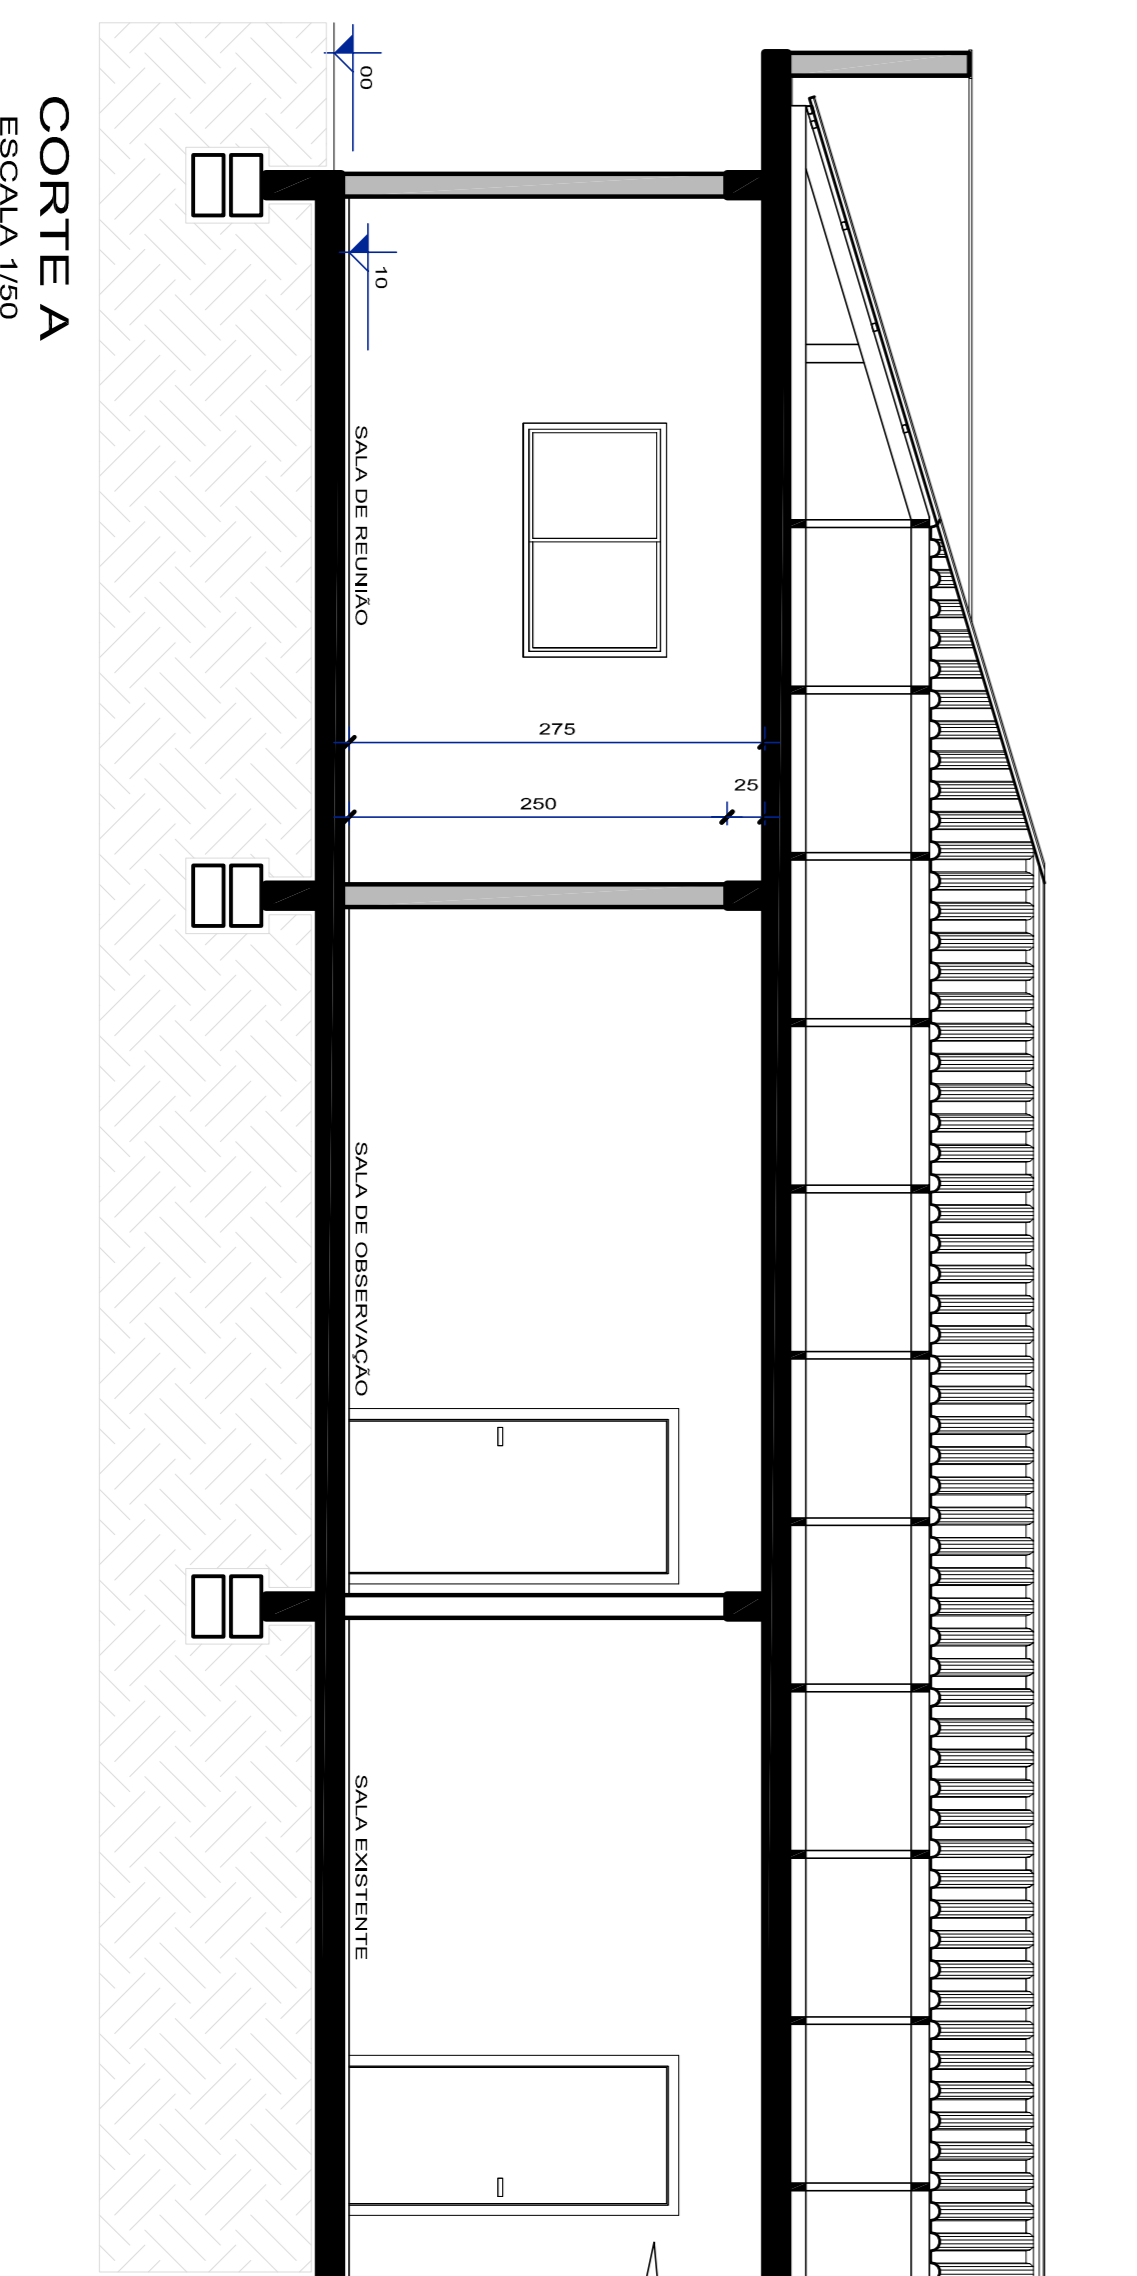 CORTE A
ESCALA 1/50
00
10
SALA DE REUNIÃO
275
250
25
SALA DE OBSERVAÇÃO
SALA EXISTENTE